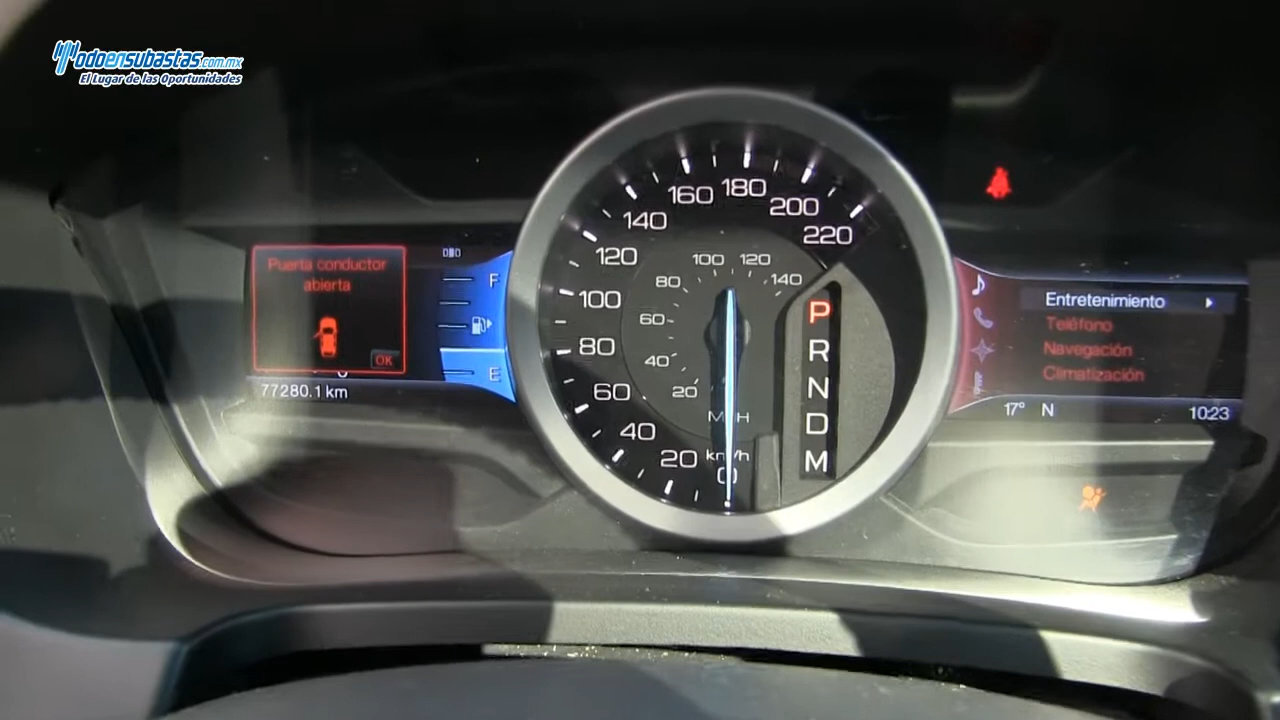 Todoensubastas.com.mx
El Lugar de las Oportunidades
Puerta conductor
abierta
OK
77280.1 km
F
E
20
40
60
80
100
120
140
160
180
200
220
20
40
60
80
100
120
140
MPH
km/h
0
P
R
N
D
M
Entretenimiento
Teléfono
Navegación
Climatización
17° N 10:23